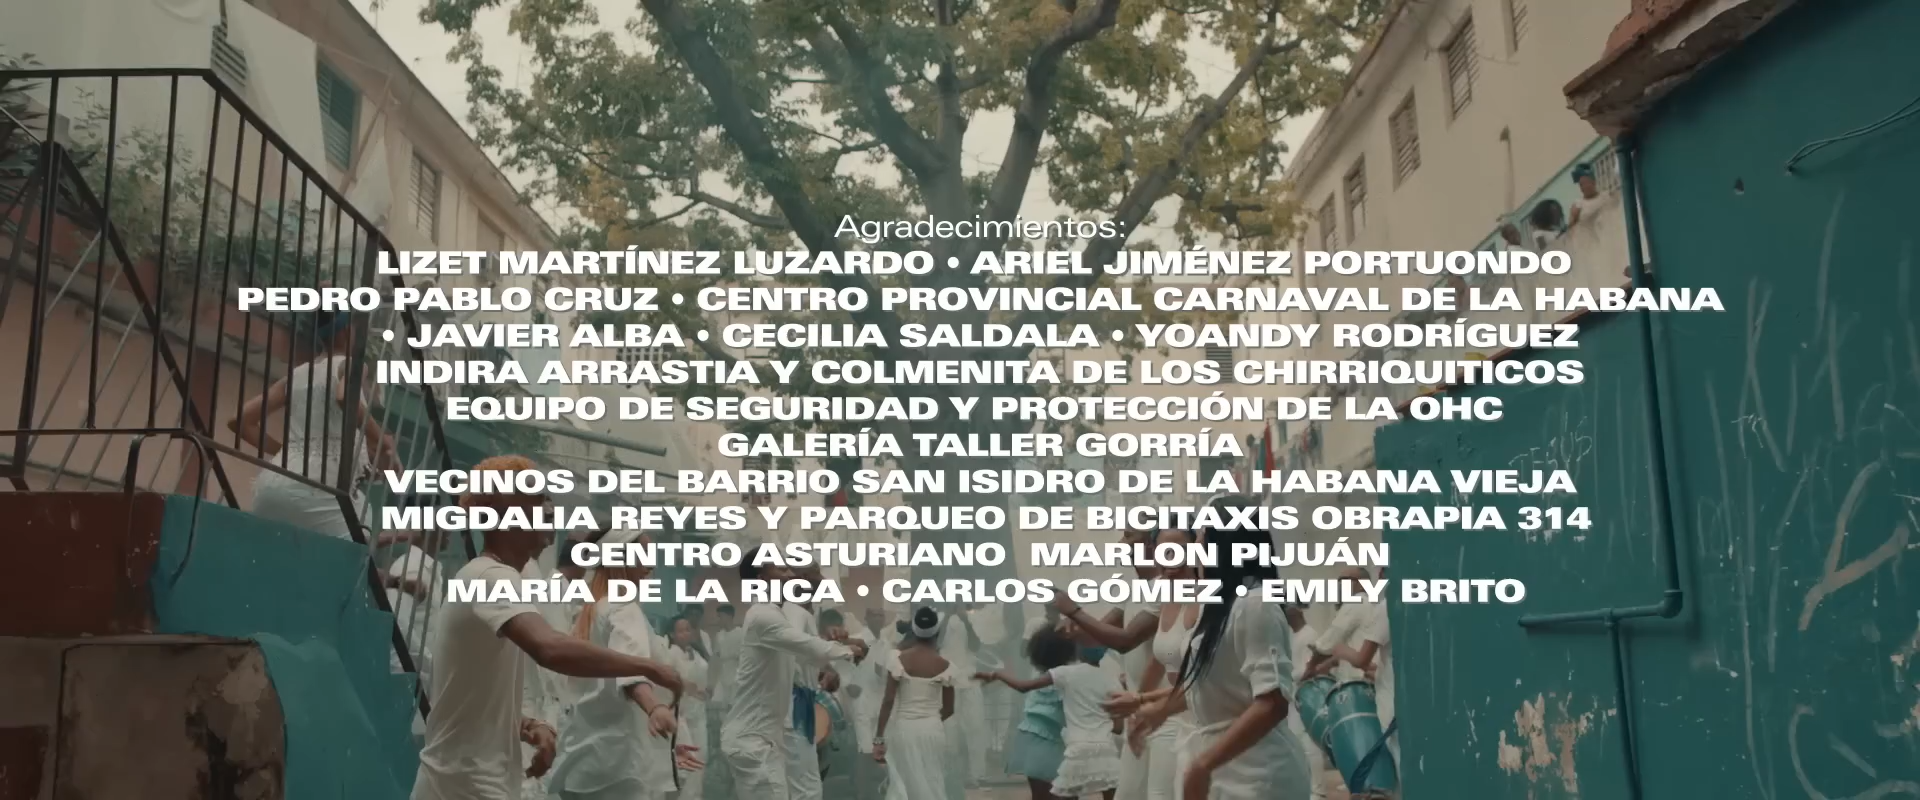 Agradecimientos:
LIZET MARTÍNEZ LUZARDO • ARIEL JIMÉNEZ PORTUONDO
PEDRO PABLO CRUZ • CENTRO PROVINCIAL CARNAVAL DE LA HABANA
• JAVIER ALBA • CECILIA SALDALA • YOANDY RODRÍGUEZ
INDIRA ARRASTIA Y COLMENITA DE LOS CHIRRIQUITICOS
EQUIPO DE SEGURIDAD Y PROTECCIÓN DE LA OHC
GALERÍA TALLER GORRÍA
VECINOS DEL BARRIO SAN ISIDRO DE LA HABANA VIEJA
MIGDALIA REYES Y PARQUEO DE BICITAXIS OBRAPIA 314
CENTRO ASTURIANO  MARLON PIJUÁN
MARÍA DE LA RICA • CARLOS GÓMEZ • EMILY BRITO